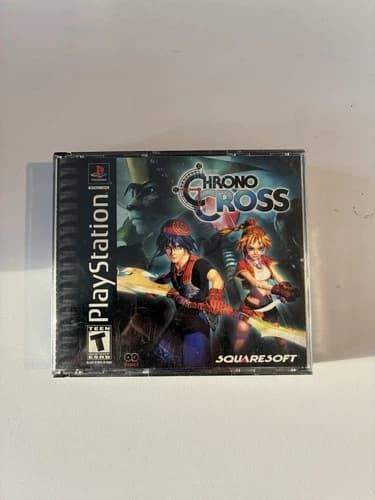 CHRONO
CROSS
PlayStation
TEEN
T
ESRB
SQUARESOFT